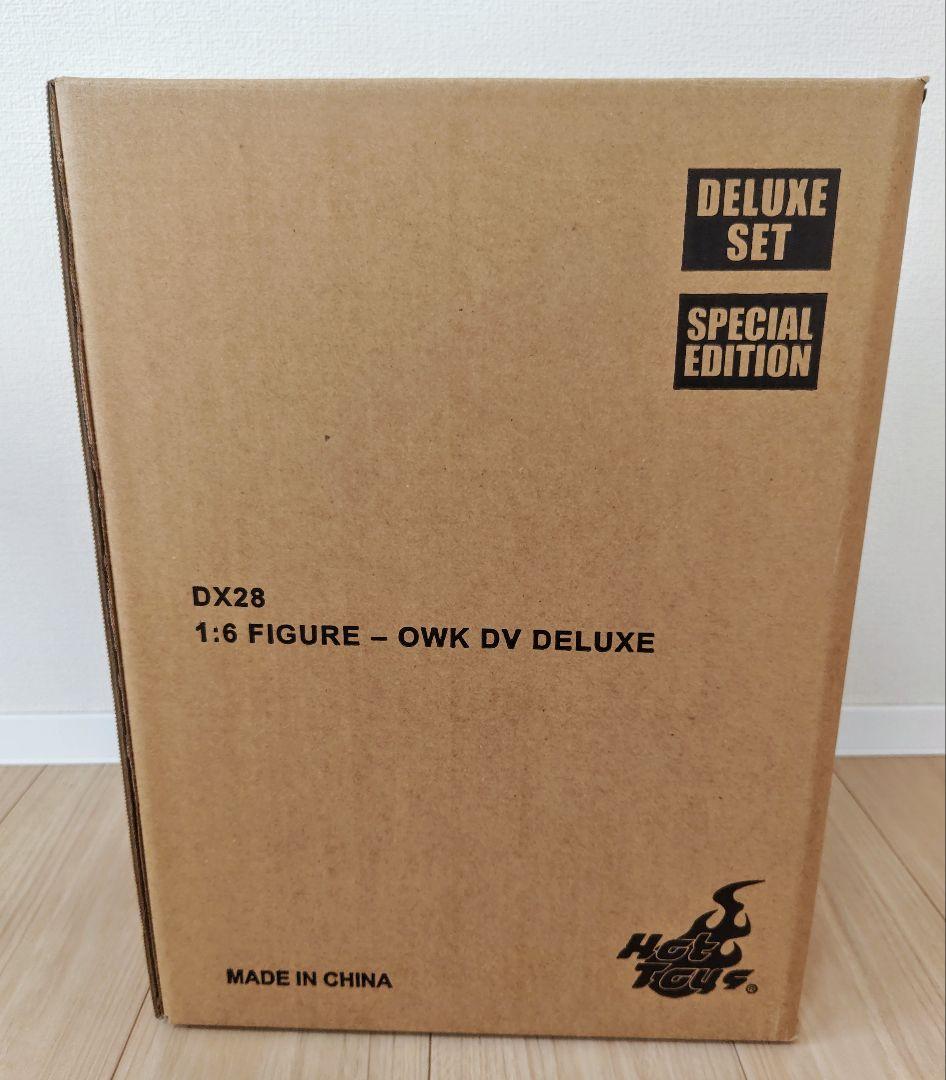 DELUXE
SET
SPECIAL
EDITION
DX28
1:6 FIGURE – OWK DV DELUXE
MADE IN CHINA
Hot
Toys®